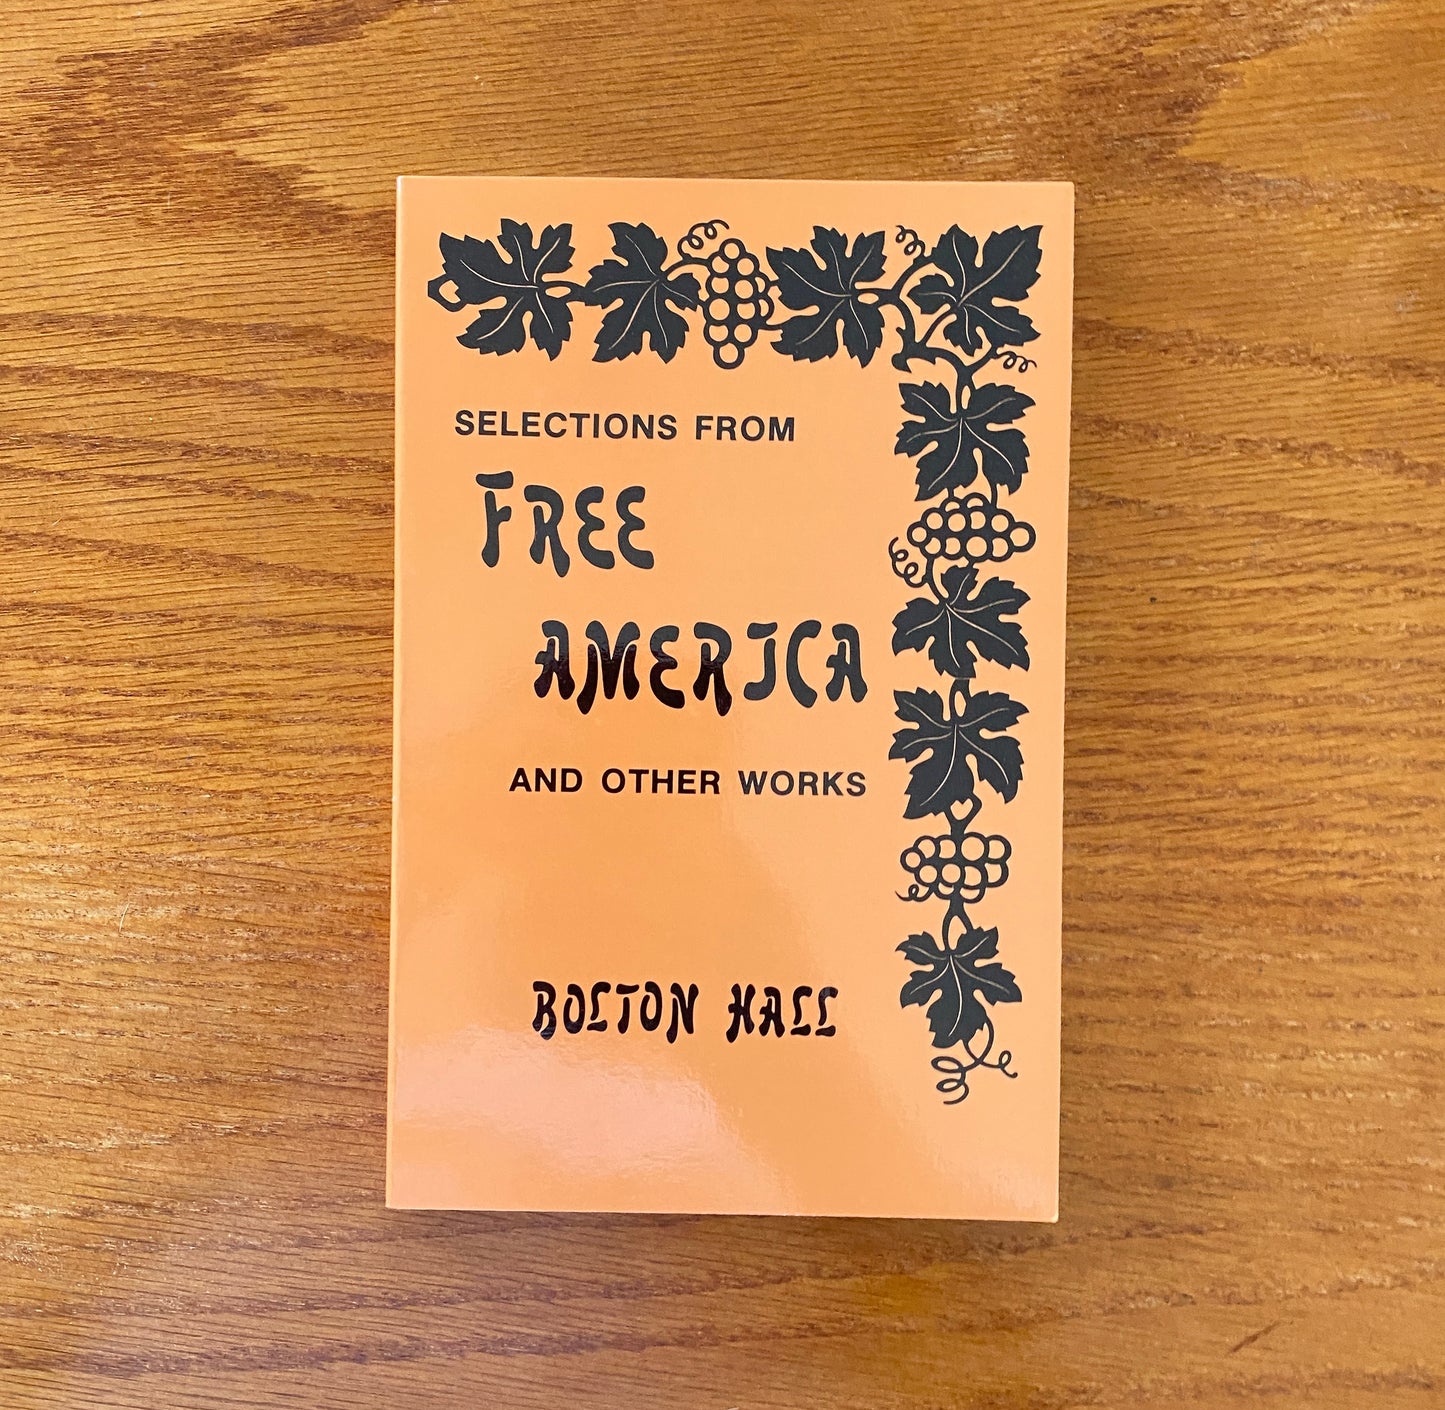 SELECTIONS FROM
FREE
AMERICA
AND OTHER WORKS
BOLTON HALL